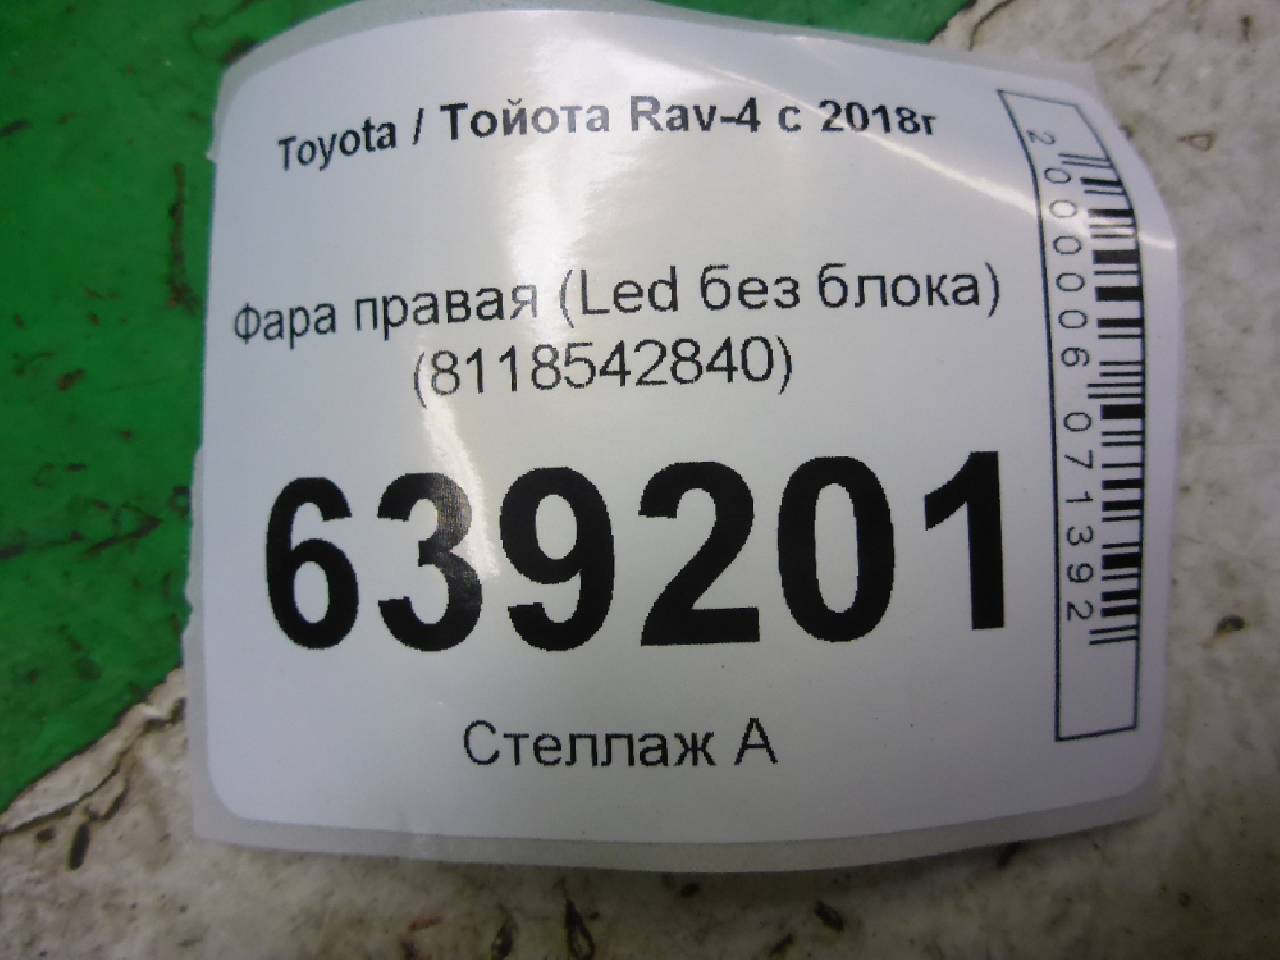 Toyota / Тойота Rav-4 с 2018г
Фара правая (Led без блока)
(8118542840)
639201
Стеллаж А
2000006071392